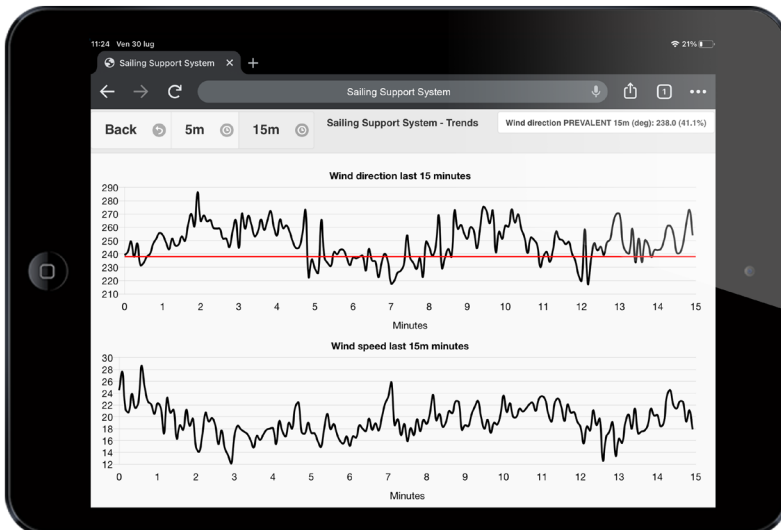 11:24 Ven 30 lug
21%
Sailing Support System
Sailing Support System
1
Back 5m 15m Sailing Support System - Trends Wind direction PREVALENT 15m (deg): 238.0 (41.1%)
Wind direction last 15 minutes
290
280
270
260
250
240
230
220
210
0 1 2 3 4 5 6 7 8 9 10 11 12 13 14 15
Minutes
Wind speed last 15m minutes
30
28
26
24
22
20
18
16
14
12
0 1 2 3 4 5 6 7 8 9 10 11 12 13 14 15
Minutes